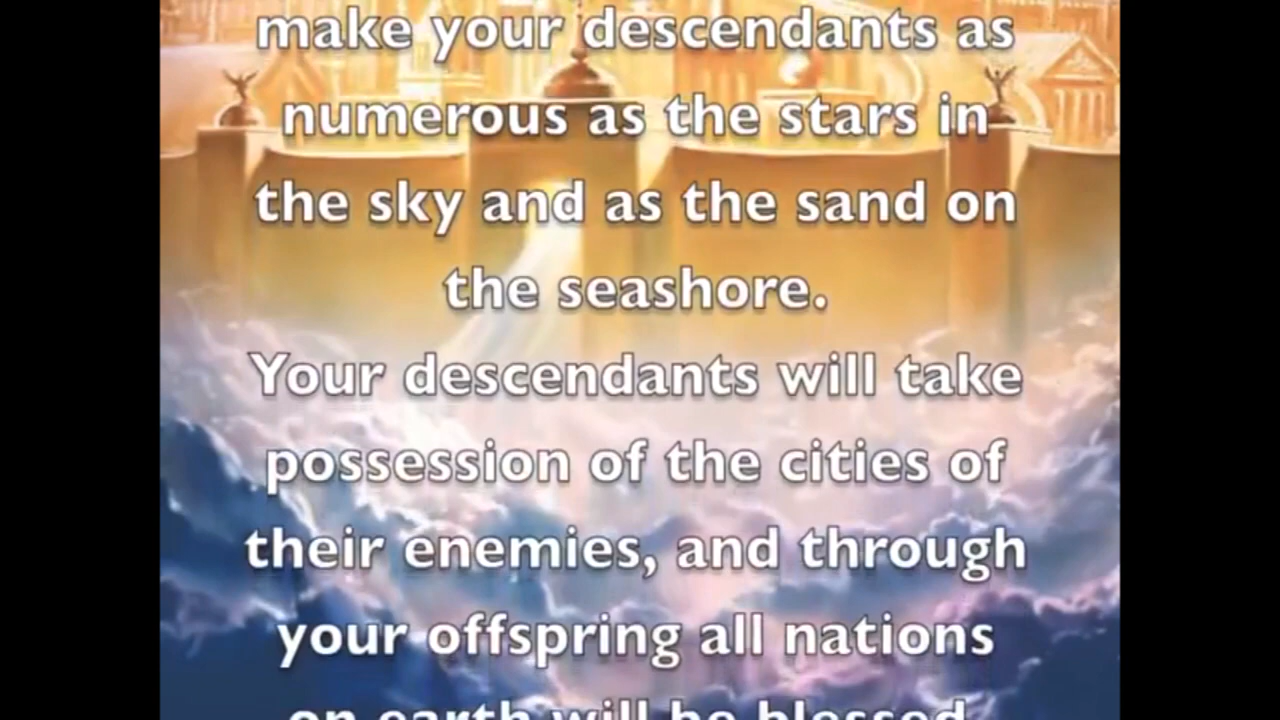 make your descendants as
numerous as the stars in
the sky and as the sand on
the seashore.
Your descendants will take
possession of the cities of
their enemies, and through
your offspring all nations
on earth will be blessed,